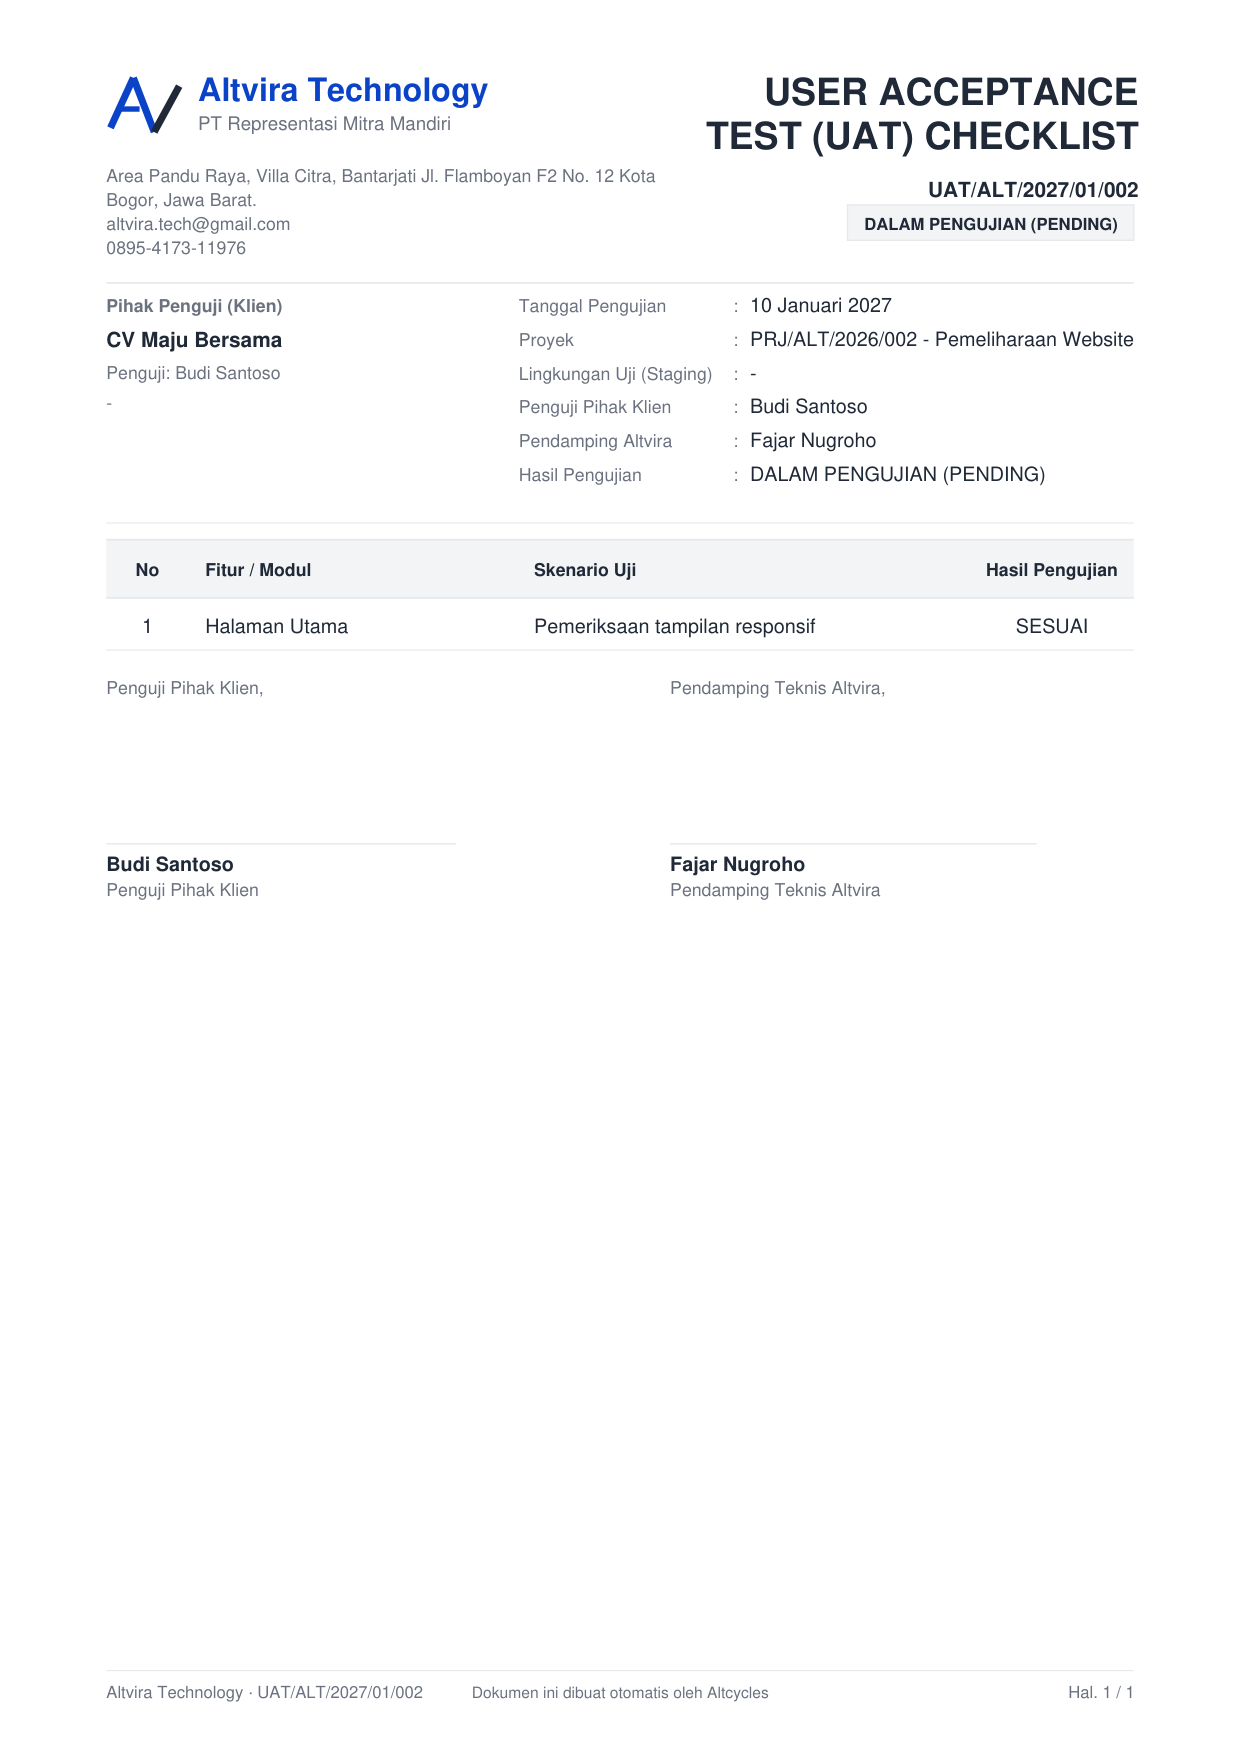 Altvira Technology
PT Representasi Mitra Mandiri
Area Pandu Raya, Villa Citra, Bantarjati Jl. Flamboyan F2 No. 12 Kota
Bogor, Jawa Barat.
altvira.tech@gmail.com
0895-4173-11976
USER ACCEPTANCE
TEST (UAT) CHECKLIST
UAT/ALT/2027/01/002
DALAM PENGUJIAN (PENDING)
Pihak Penguji (Klien)
CV Maju Bersama
Penguji: Budi Santoso
-
Tanggal Pengujian : 10 Januari 2027
Proyek : PRJ/ALT/2026/002 - Pemeliharaan Website
Lingkungan Uji (Staging) : -
Penguji Pihak Klien : Budi Santoso
Pendamping Altvira : Fajar Nugroho
Hasil Pengujian : DALAM PENGUJIAN (PENDING)
No Fitur / Modul Skenario Uji Hasil Pengujian
1 Halaman Utama Pemeriksaan tampilan responsif SESUAI
Penguji Pihak Klien, Pendamping Teknis Altvira,
Budi Santoso Fajar Nugroho
Penguji Pihak Klien Pendamping Teknis Altvira
Altvira Technology · UAT/ALT/2027/01/002 Dokumen ini dibuat otomatis oleh Altcycles Hal. 1 / 1